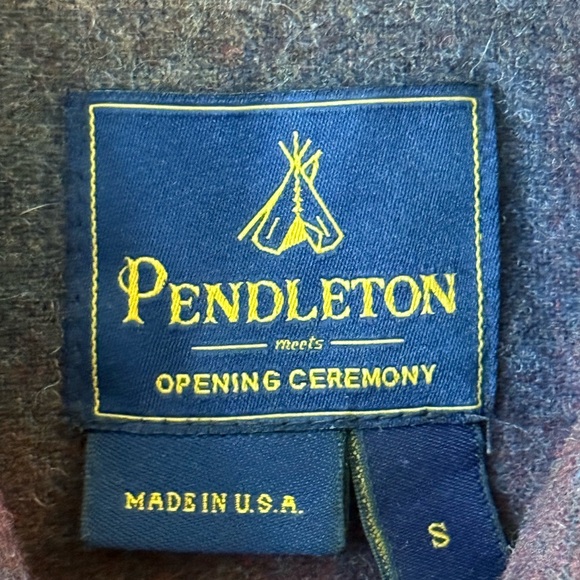 PENDLETON
meets
OPENING CEREMONY
MADE IN U.S.A.
S